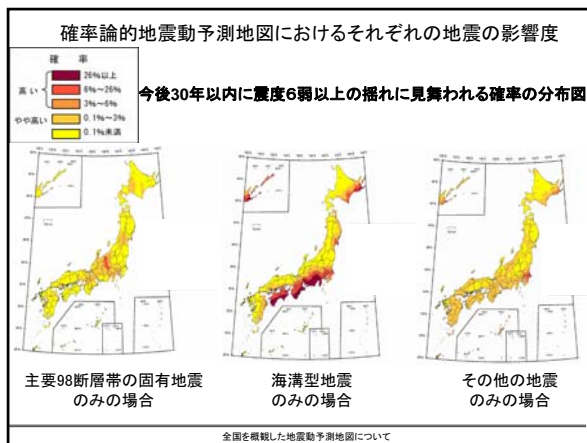 確率論的地震動予測地図におけるそれぞれの地震の影響度
確 率
高い
26%以上
6%~26%
3%~6%
やや高い
0.1%~3%
0.1%未満
今後30年以内に震度6弱以上の揺れに見舞われる確率の分布図
主要98断層帯の固有地震
のみの場合
海溝型地震
のみの場合
その他の地震
のみの場合
全国を概観した地震動予測地図について